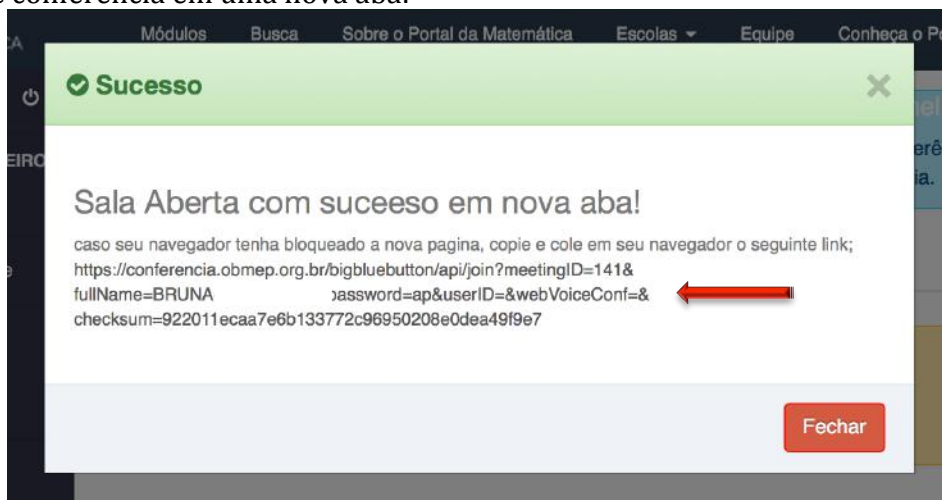 conferência em uma nova aba.
Módulos Busca Sobre o Portal da Matemática Escolas Equipe Conheça o
Sucesso
EIRO
ia.
Sala Aberta com suceeso em nova aba!
caso seu navegador tenha bloqueado a nova pagina, copie e cole em seu navegador o seguinte link;
https://conferencia.obmep.org.br/bigbluebutton/api/join?meetingID=141&
fullName=BRUNA password=ap&userID=&webVoiceConf=&
checksum=922011ecaa7e6b133772c96950208e0dea49f9e7
Fechar